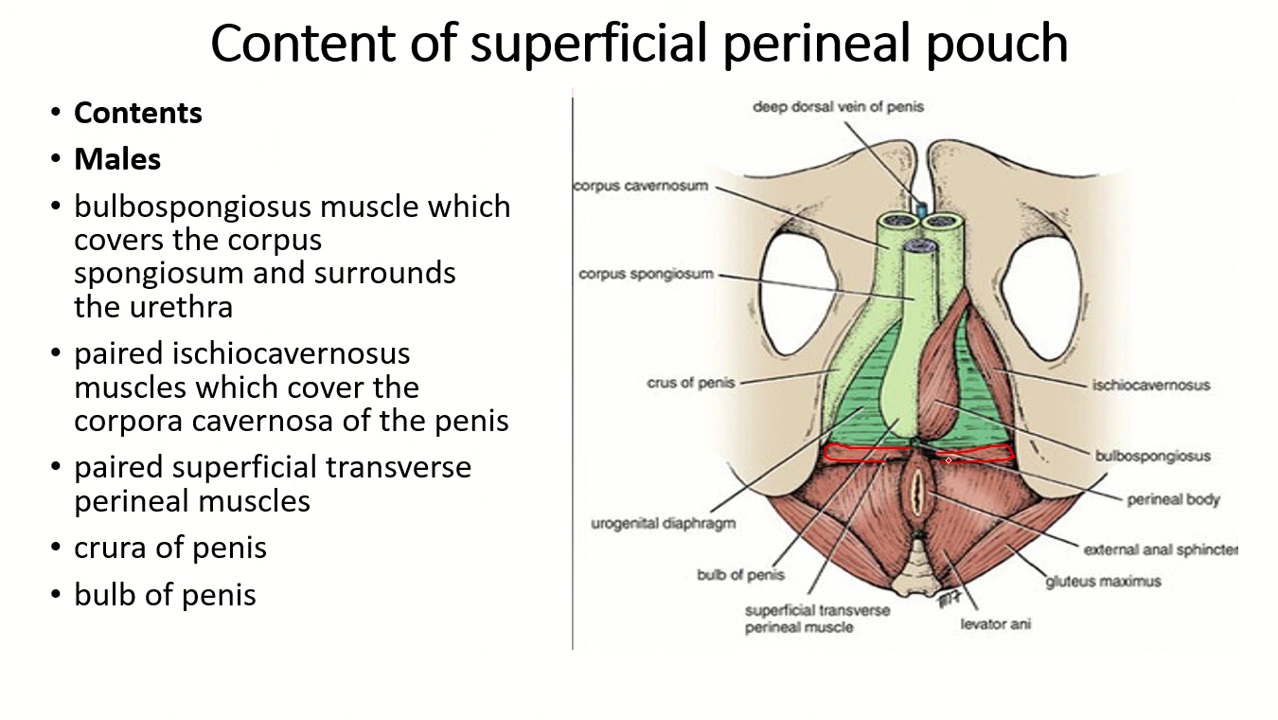 Content of superficial perineal pouch
• Contents
• Males
• bulbospongiosus muscle which
covers the corpus
spongiosum and surrounds
the urethra
• paired ischiocavernosus
muscles which cover the
corpora cavernosa of the penis
• paired superficial transverse
perineal muscles
• crura of penis
• bulb of penis
deep dorsal vein of penis
corpus cavernosum
corpus spongiosum
crus of penis
ischiocavernosus
bulbospongiosus
perineal body
urogenital diaphragm
external anal sphincter
bulb of penis
gluteus maximus
superficial transverse
perineal muscle
levator ani